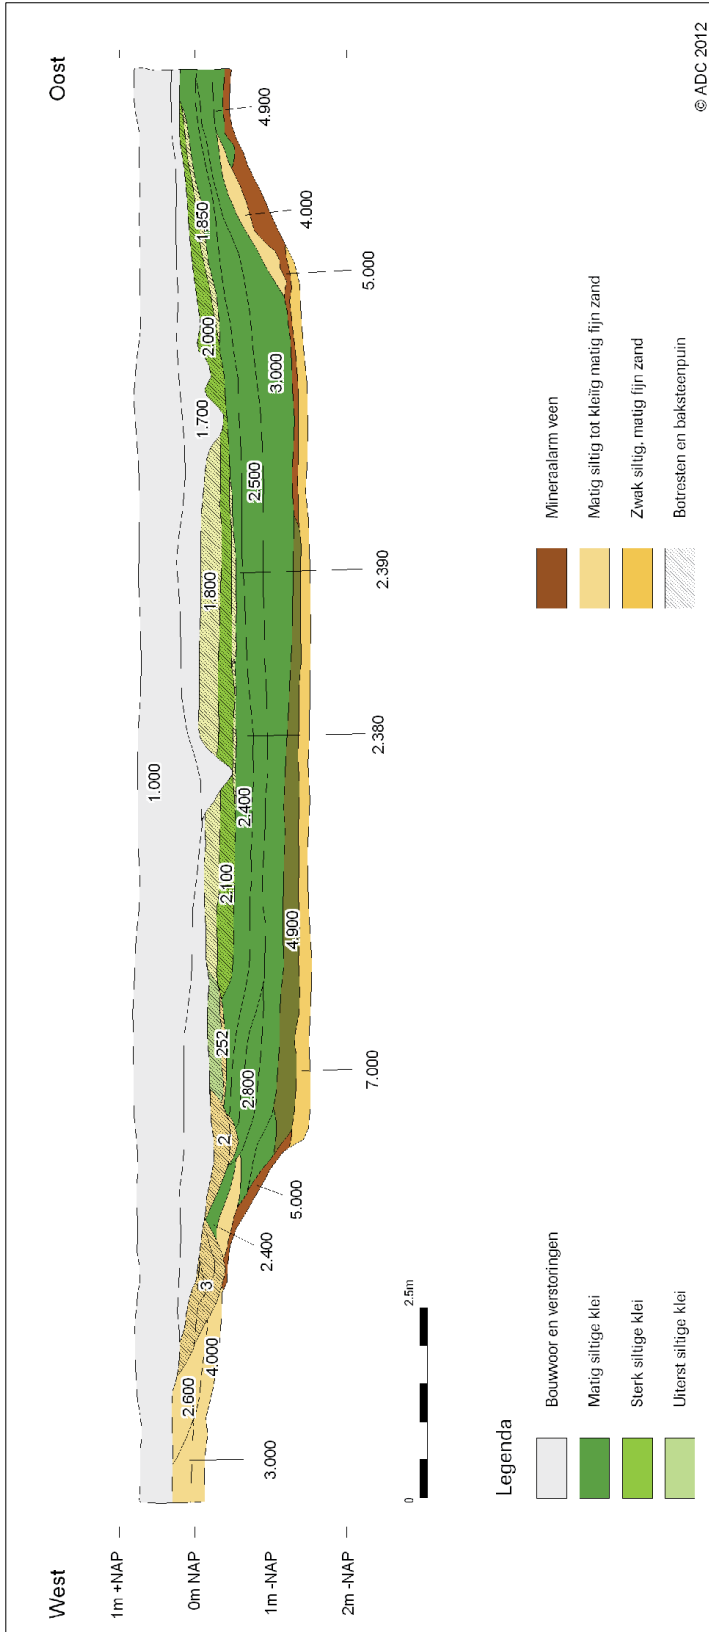 West
Oost
1m +NAP
0m NAP
1m -NAP
2m -NAP
1.000
3.000
2.600
4.000
3
2.400
5.000
2
252
2.800
7.000
4.900
2.100
2.400
2.380
1.800
2.390
2.500
1.700
2.000
3.000
1.850
5.000
4.000
4.900
0
2.5m
Legenda
Bouwvoor en verstoringen
Matig siltige klei
Sterk siltige klei
Uiterst siltige klei
Mineraalarm veen
Matig siltig tot kleiïg matig fijn zand
Zwak siltig, matig fijn zand
Botresten en baksteenpuin
© ADC 2012